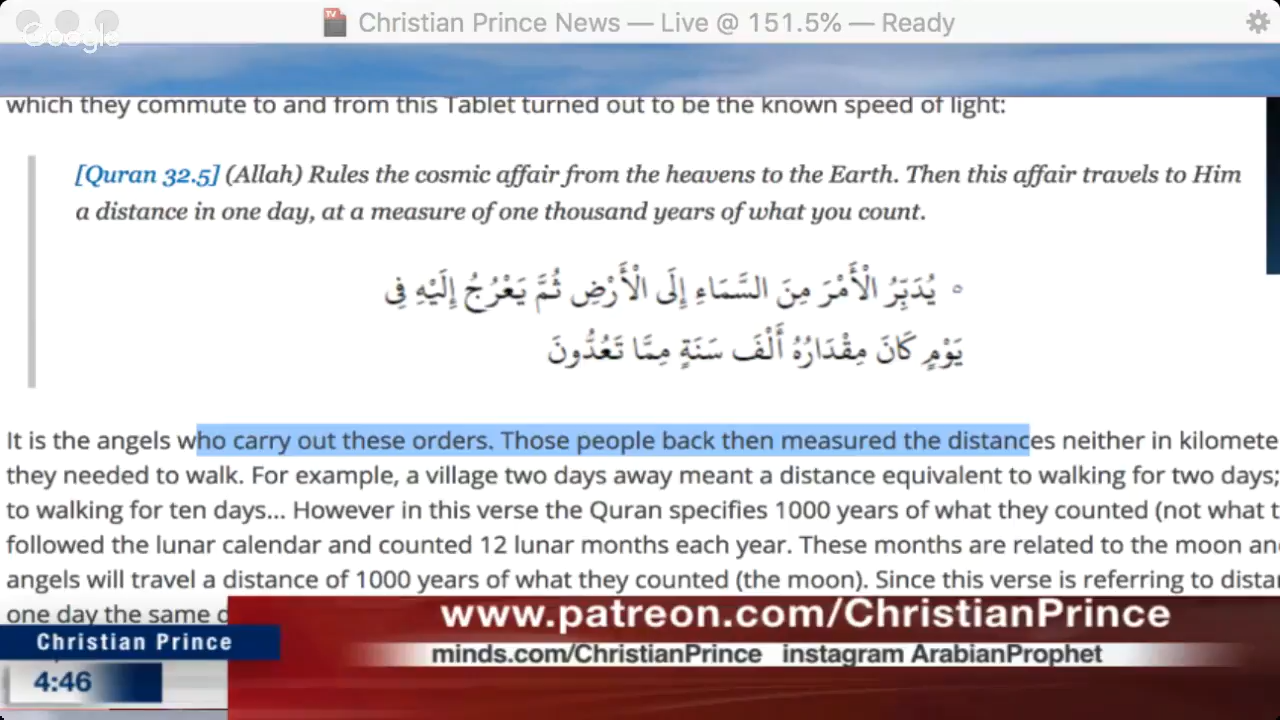 Christian Prince News — Live @ 151.5% — Ready
Google
which they commute to and from this Tablet turned out to be the known speed of light:
[Quran 32.5] (Allah) Rules the cosmic affair from the heavens to the Earth. Then this affair travels to Him
a distance in one day, at a measure of one thousand years of what you count.
يُدَبِّرُ الْأَمْرَ مِنَ السَّمَاءِ إِلَى الْأَرْضِ ثُمَّ يَعْرُجُ إِلَيْهِ فِى
يَوْمٍ كَانَ مِقْدَارُهُ أَلْفَ سَنَةٍ مِمَّا تَعُدُّونَ
It is the angels who carry out these orders. Those people back then measured the distances neither in kilomete
they needed to walk. For example, a village two days away meant a distance equivalent to walking for two days;
to walking for ten days... However in this verse the Quran specifies 1000 years of what they counted (not what t
followed the lunar calendar and counted 12 lunar months each year. These months are related to the moon an
angels will travel a distance of 1000 years of what they counted (the moon). Since this verse is referring to dista
one day the same
www.patreon.com/ChristianPrince
Christian Prince
minds.com/ChristianPrince instagram ArabianProphet
4:46